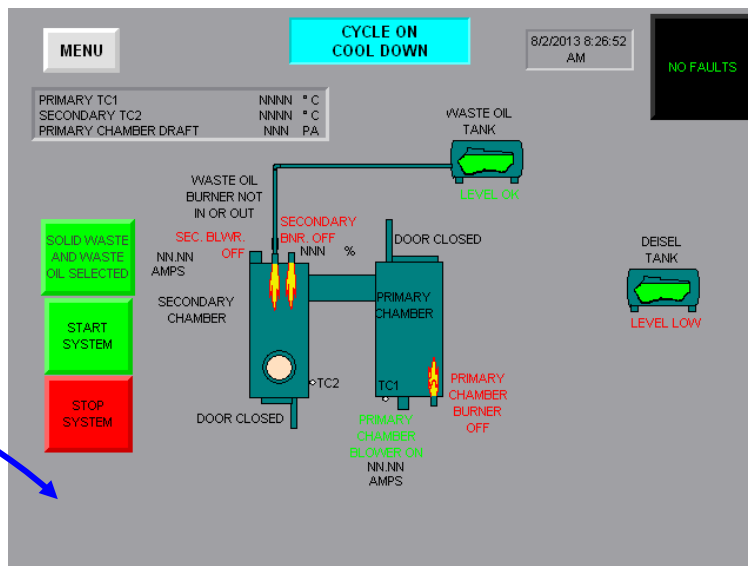 MENU
CYCLE ON
COOL DOWN
8/2/2013 8:26:52
AM
NO FAULTS
PRIMARY TC1 NNNN ° C
SECONDARY TC2 NNNN ° C
PRIMARY CHAMBER DRAFT NNN PA
WASTE OIL
TANK
LEVEL OK
WASTE OIL
BURNER NOT
IN OR OUT
SECONDARY
BNR. OFF
SEC. BLWR.
OFF
NNN %
NN.NN
AMPS
DOOR CLOSED
DEISEL
TANK
LEVEL LOW
SOLID WASTE
AND WASTE
OIL SELECTED
SECONDARY
CHAMBER
PRIMARY
CHAMBER
START
SYSTEM
TC2
TC1
STOP
SYSTEM
DOOR CLOSED
PRIMARY
CHAMBER
BURNER
OFF
PRIMARY
CHAMBER
BLOWER ON
NN.NN
AMPS